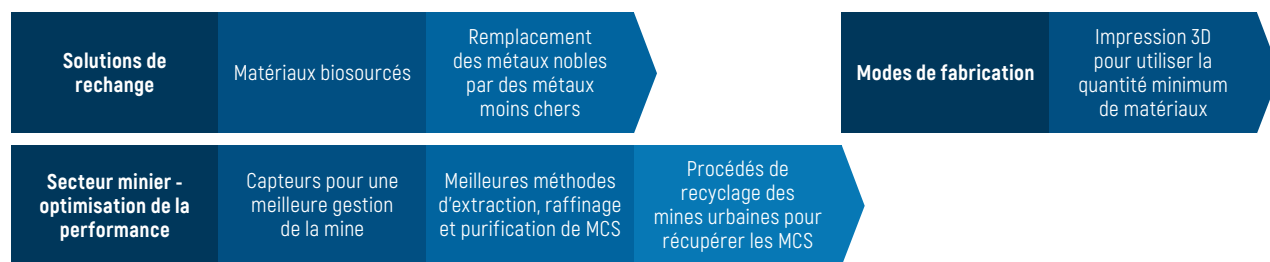 Solutions de
rechange
Matériaux biosourcés
Remplacement
des métaux nobles
par des métaux
moins chers
Modes de fabrication
Impression 3D
pour utiliser la
quantité minimum
de matériaux
Secteur minier -
optimisation de la
performance
Capteurs pour une
meilleure gestion
de la mine
Meilleures méthodes
d'extraction, raffinage
et purification de MCS
Procédés de
recyclage des
mines urbaines pour
récupérer les MCS